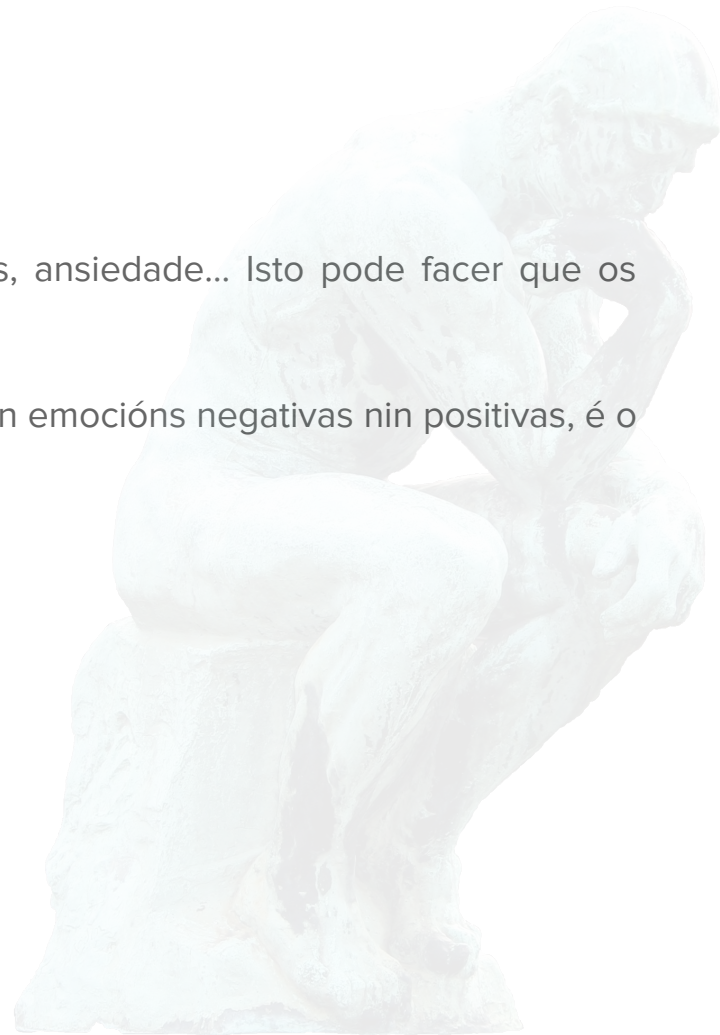 s, ansiedade... Isto pode facer que os
n emocións negativas nin positivas, é o